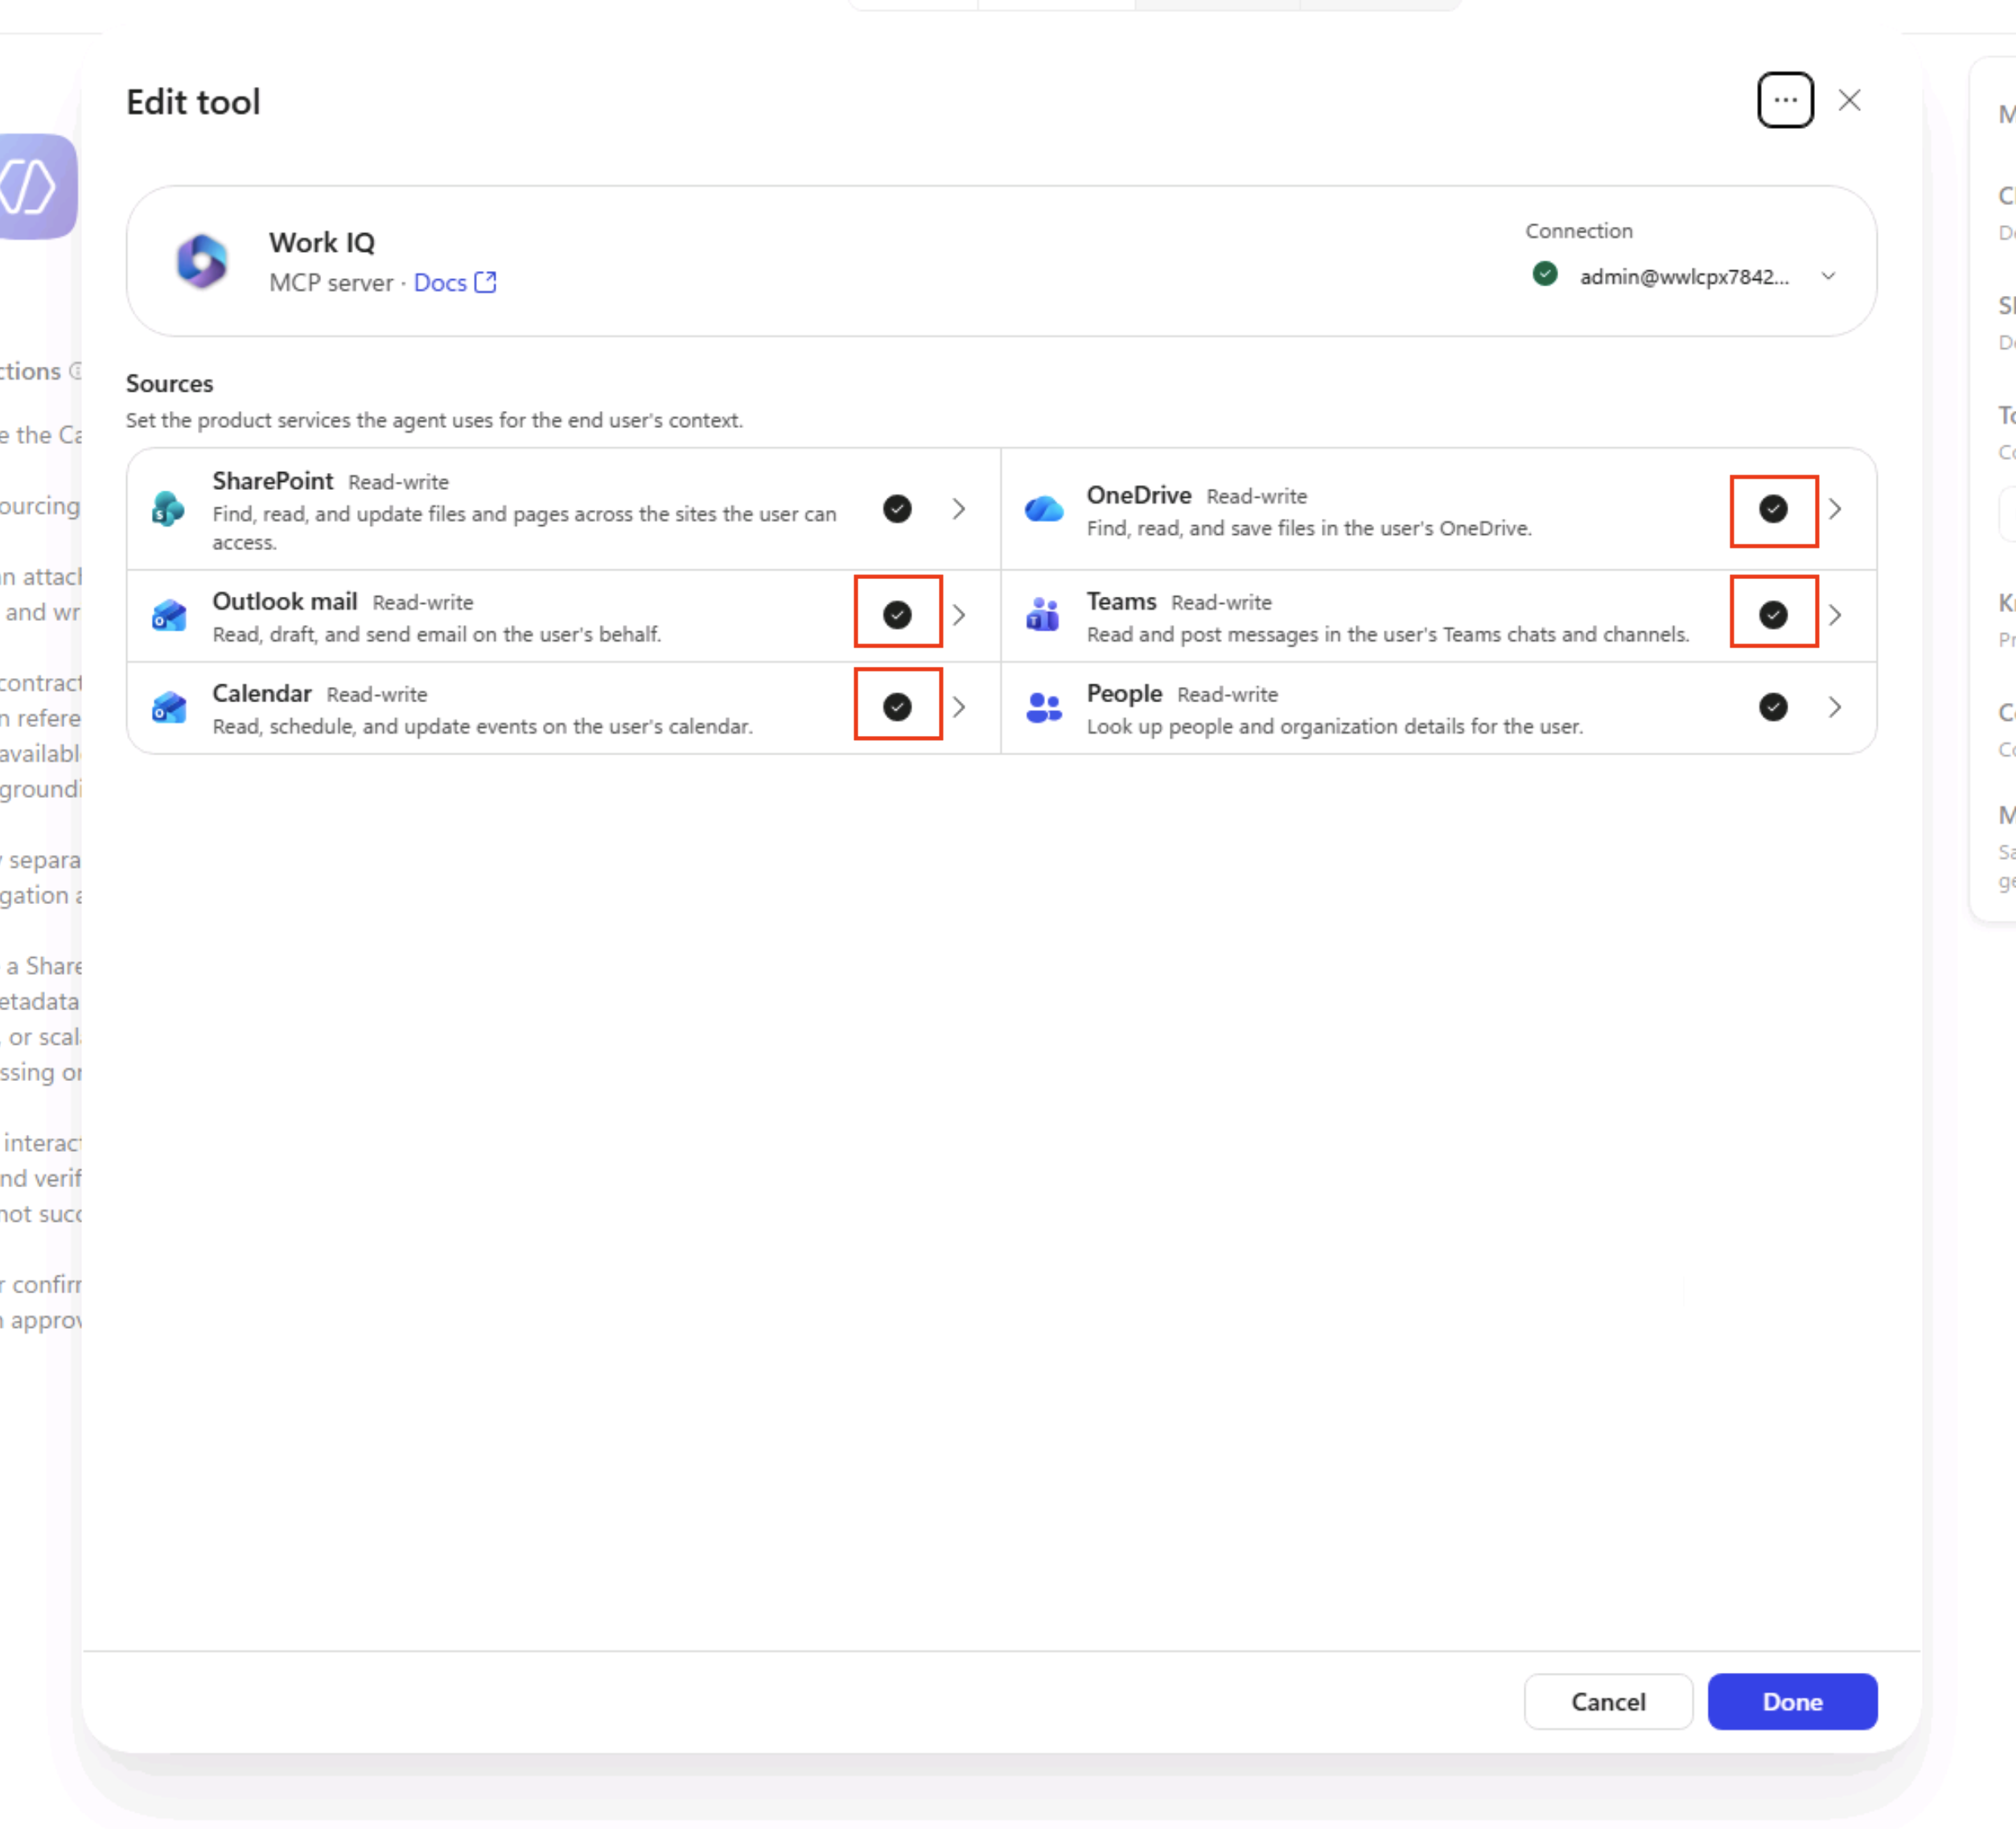 Edit tool
Work IQ
MCP server · Docs
Connection
admin@wwlcpx7842...
Sources
Set the product services the agent uses for the end user's context.
SharePoint Read-write
Find, read, and update files and pages across the sites the user can
access.
OneDrive Read-write
Find, read, and save files in the user's OneDrive.
Outlook mail Read-write
Read, draft, and send email on the user's behalf.
Teams Read-write
Read and post messages in the user's Teams chats and channels.
Calendar Read-write
Read, schedule, and update events on the user's calendar.
People Read-write
Look up people and organization details for the user.
Cancel
Done